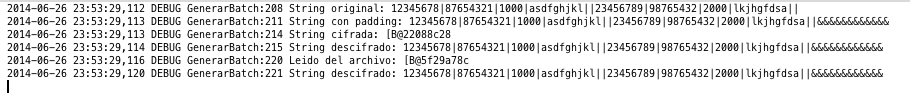 2014-06-26 23:53:29,112 DEBUG GenerarBatch:208 String original: 12345678|87654321|1000|asdfghjkl||23456789|98765432|2000|lkjhgfdsa||
2014-06-26 23:53:29,113 DEBUG GenerarBatch:211 String con padding: 12345678|87654321|1000|asdfghjkl||23456789|98765432|2000|lkjhgfdsa||&&&&&&&&&&&&
2014-06-26 23:53:29,113 DEBUG GenerarBatch:214 String cifrada: [B@22088c28
2014-06-26 23:53:29,114 DEBUG GenerarBatch:215 String descifrado: 12345678|87654321|1000|asdfghjkl||23456789|98765432|2000|lkjhgfdsa||&&&&&&&&&&&&
2014-06-26 23:53:29,116 DEBUG GenerarBatch:220 Leido del archivo: [B@5f29a78c
2014-06-26 23:53:29,120 DEBUG GenerarBatch:221 String descifrado: 12345678|87654321|1000|asdfghjkl||23456789|98765432|2000|lkjhgfdsa||&&&&&&&&&&&&